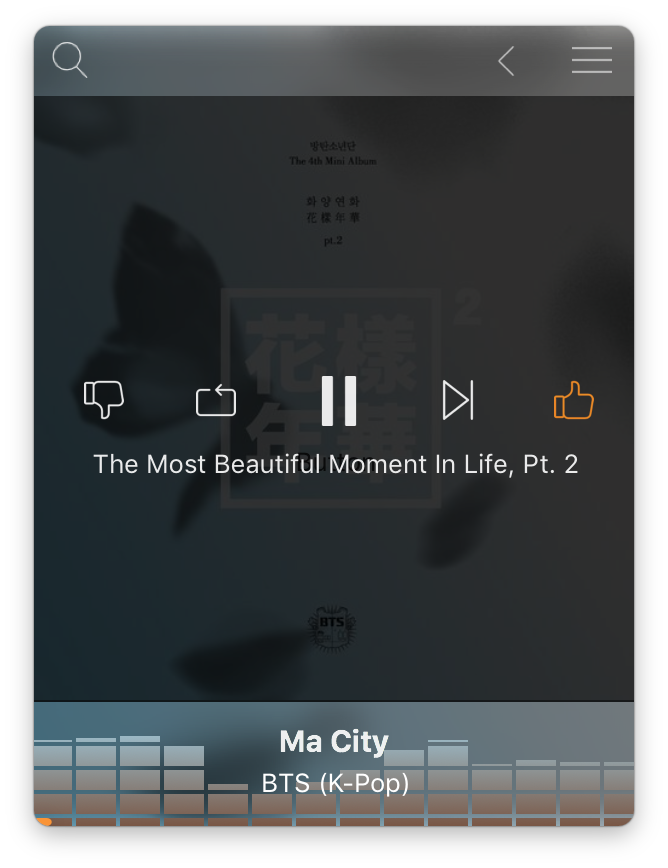 방탄소년단
The 4th Mini Album
화양연화
花樣年華
pt.2
花樣 2
年華
The Most Beautiful Moment In Life, Pt. 2
BTS
Ma City
BTS (K-Pop)